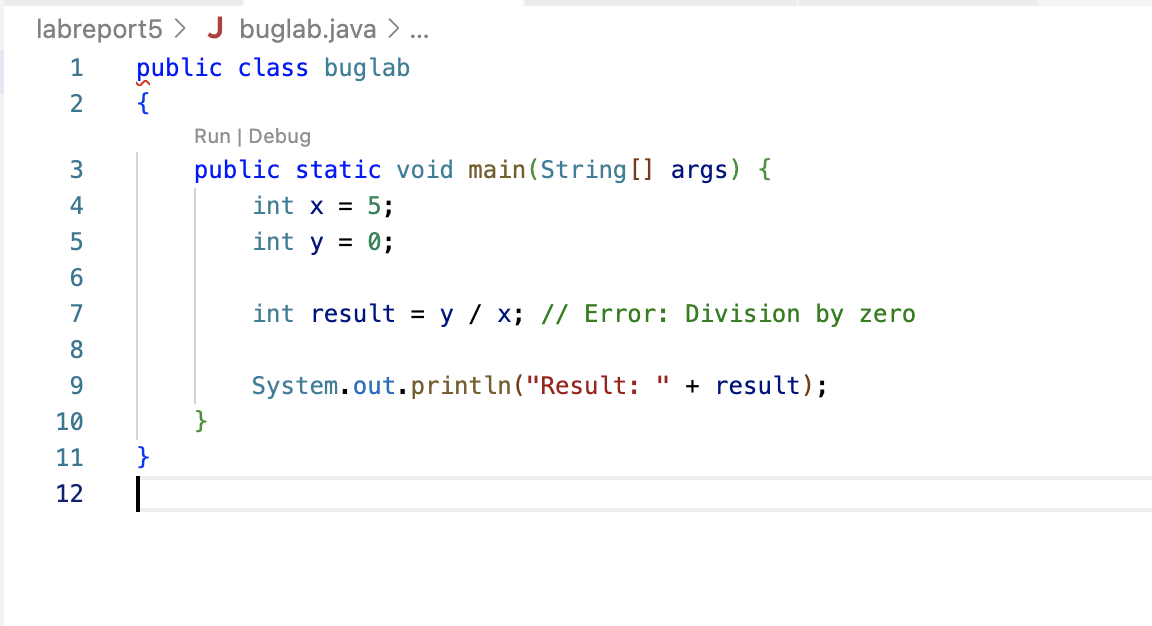 labreport5 > J buglab.java > ...
1 public class buglab
2 {
Run | Debug
3     public static void main(String[] args) {
4         int x = 5;
5         int y = 0;
6
7         int result = y / x; // Error: Division by zero
8
9         System.out.println("Result: " + result);
10     }
11 }
12